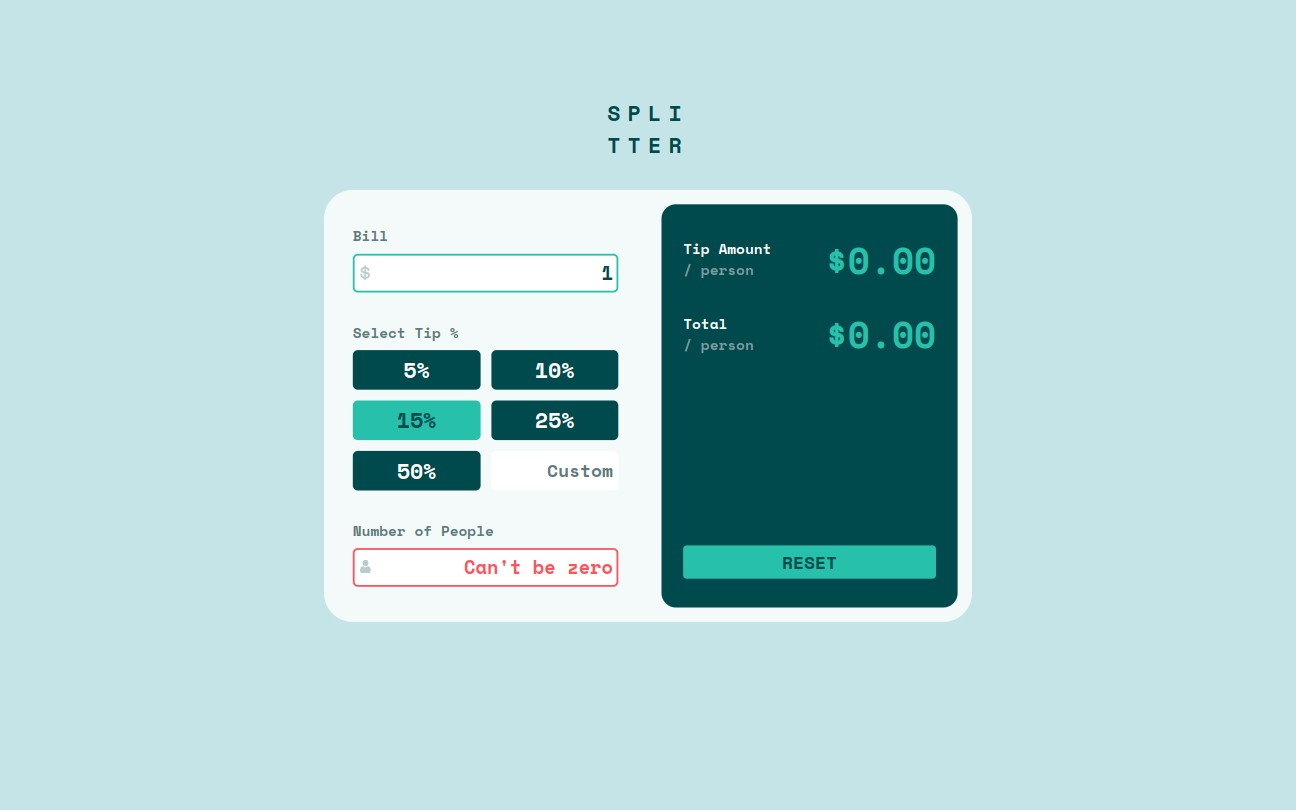 SPLI
TTER
Bill
$ 1
Select Tip %
5% 10%
15% 25%
50% Custom
Number of People
Can't be zero
Tip Amount
/ person
$0.00
Total
/ person
$0.00
RESET